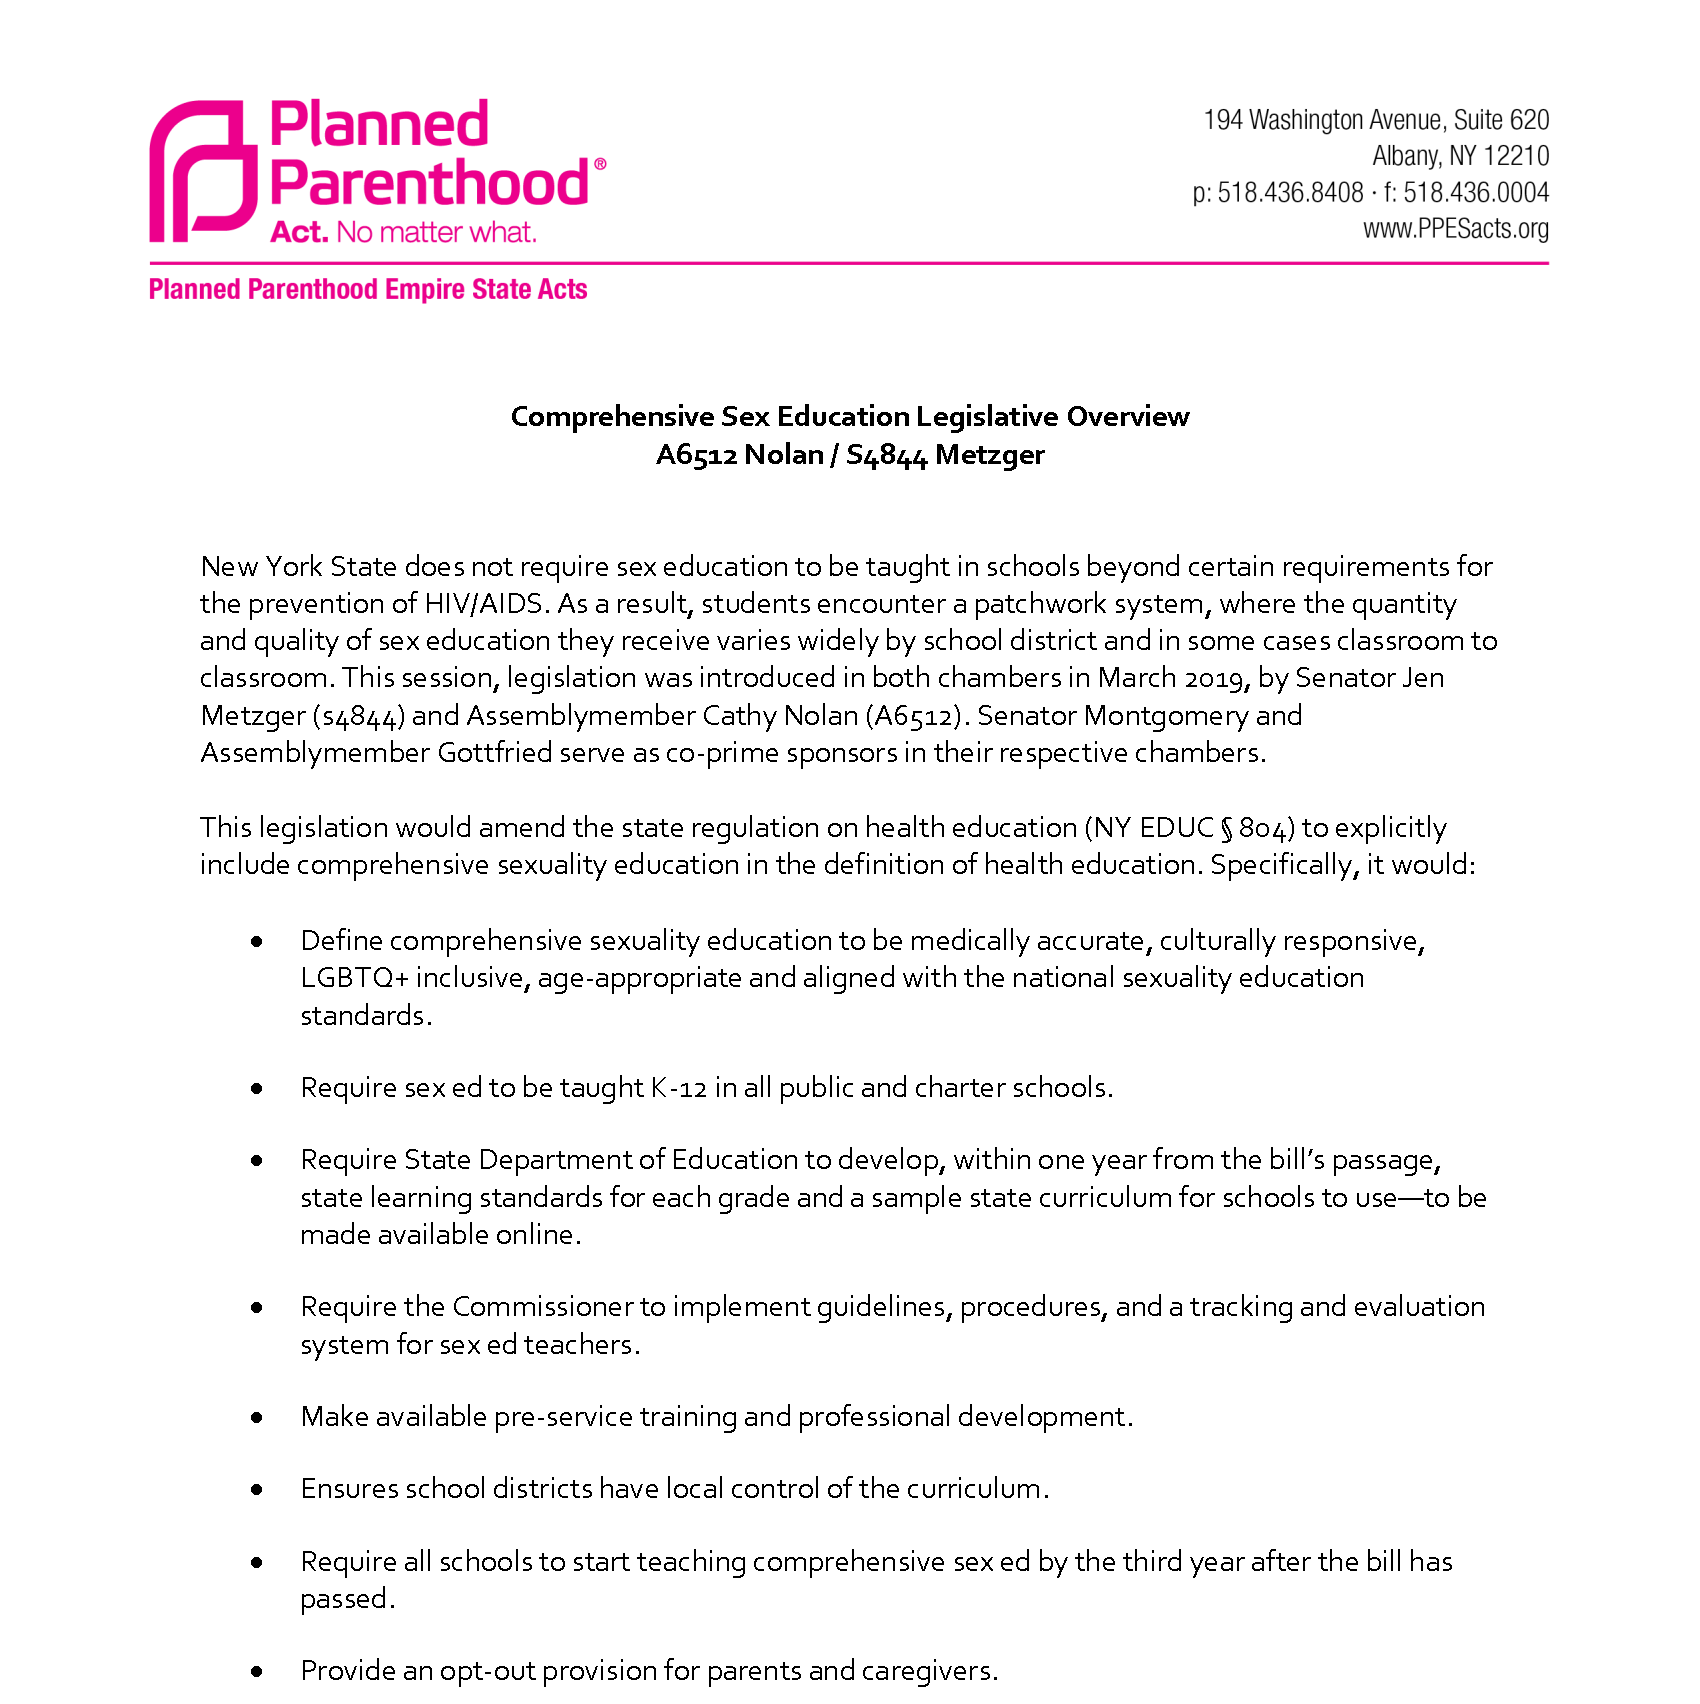 Planned
Parenthood®
Act. No matter what.
Planned Parenthood Empire State Acts
194 Washington Avenue, Suite 620
Albany, NY 12210
p: 518.436.8408 · f: 518.436.0004
www.PPESacts.org
Comprehensive Sex Education Legislative Overview
A6512 Nolan / S4844 Metzger
New York State does not require sex education to be taught in schools beyond certain requirements for
the prevention of HIV/AIDS. As a result, students encounter a patchwork system, where the quantity
and quality of sex education they receive varies widely by school district and in some cases classroom to
classroom. This session, legislation was introduced in both chambers in March 2019, by Senator Jen
Metzger (s4844) and Assemblymember Cathy Nolan (A6512). Senator Montgomery and
Assemblymember Gottfried serve as co-prime sponsors in their respective chambers.
This legislation would amend the state regulation on health education (NY EDUC § 804) to explicitly
include comprehensive sexuality education in the definition of health education. Specifically, it would:
• Define comprehensive sexuality education to be medically accurate, culturally responsive,
LGBTQ+ inclusive, age-appropriate and aligned with the national sexuality education
standards.
• Require sex ed to be taught K-12 in all public and charter schools.
• Require State Department of Education to develop, within one year from the bill’s passage,
state learning standards for each grade and a sample state curriculum for schools to use—to be
made available online.
• Require the Commissioner to implement guidelines, procedures, and a tracking and evaluation
system for sex ed teachers.
• Make available pre-service training and professional development.
• Ensures school districts have local control of the curriculum.
• Require all schools to start teaching comprehensive sex ed by the third year after the bill has
passed.
• Provide an opt-out provision for parents and caregivers.